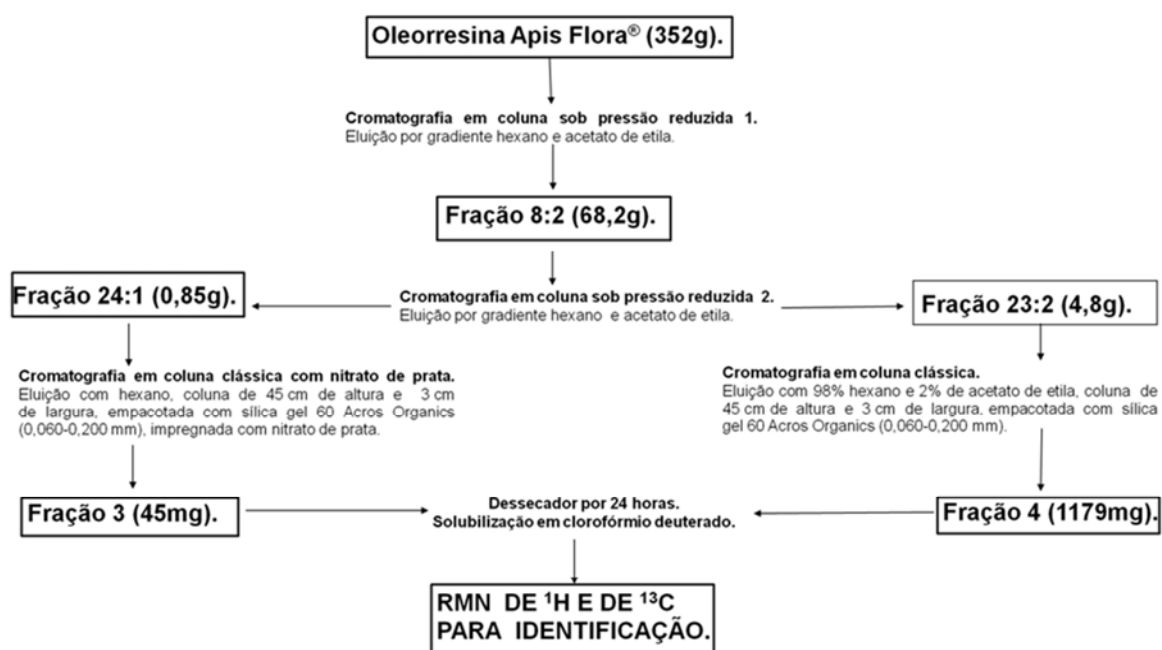 Oleorresina Apis Flora® (352g).
Cromatografia em coluna sob pressão reduzida 1.
Eluição por gradiente hexano e acetato de etila.
Fração 8:2 (68,2g).
Fração 24:1 (0,85g).
Cromatografia em coluna sob pressão reduzida 2.
Eluição por gradiente hexano e acetato de etila.
Fração 23:2 (4,8g).
Cromatografia em coluna clássica com nitrato de prata.
Eluição com hexano, coluna de 45 cm de altura e 3 cm
de largura, empacotada com sílica gel 60 Acros Organics
(0,060-0,200 mm), impregnada com nitrato de prata.
Cromatografia em coluna clássica.
Eluição com 98% hexano e 2% de acetato de etila, coluna de
45 cm de altura e 3 cm de largura, empacotada com sílica
gel 60 Acros Organics (0,060-0,200 mm).
Fração 3 (45mg).
Dessecador por 24 horas.
Solubilização em clorofórmio deuterado.
Fração 4 (1179mg).
RMN DE ¹H E DE ¹³C
PARA IDENTIFICAÇÃO.